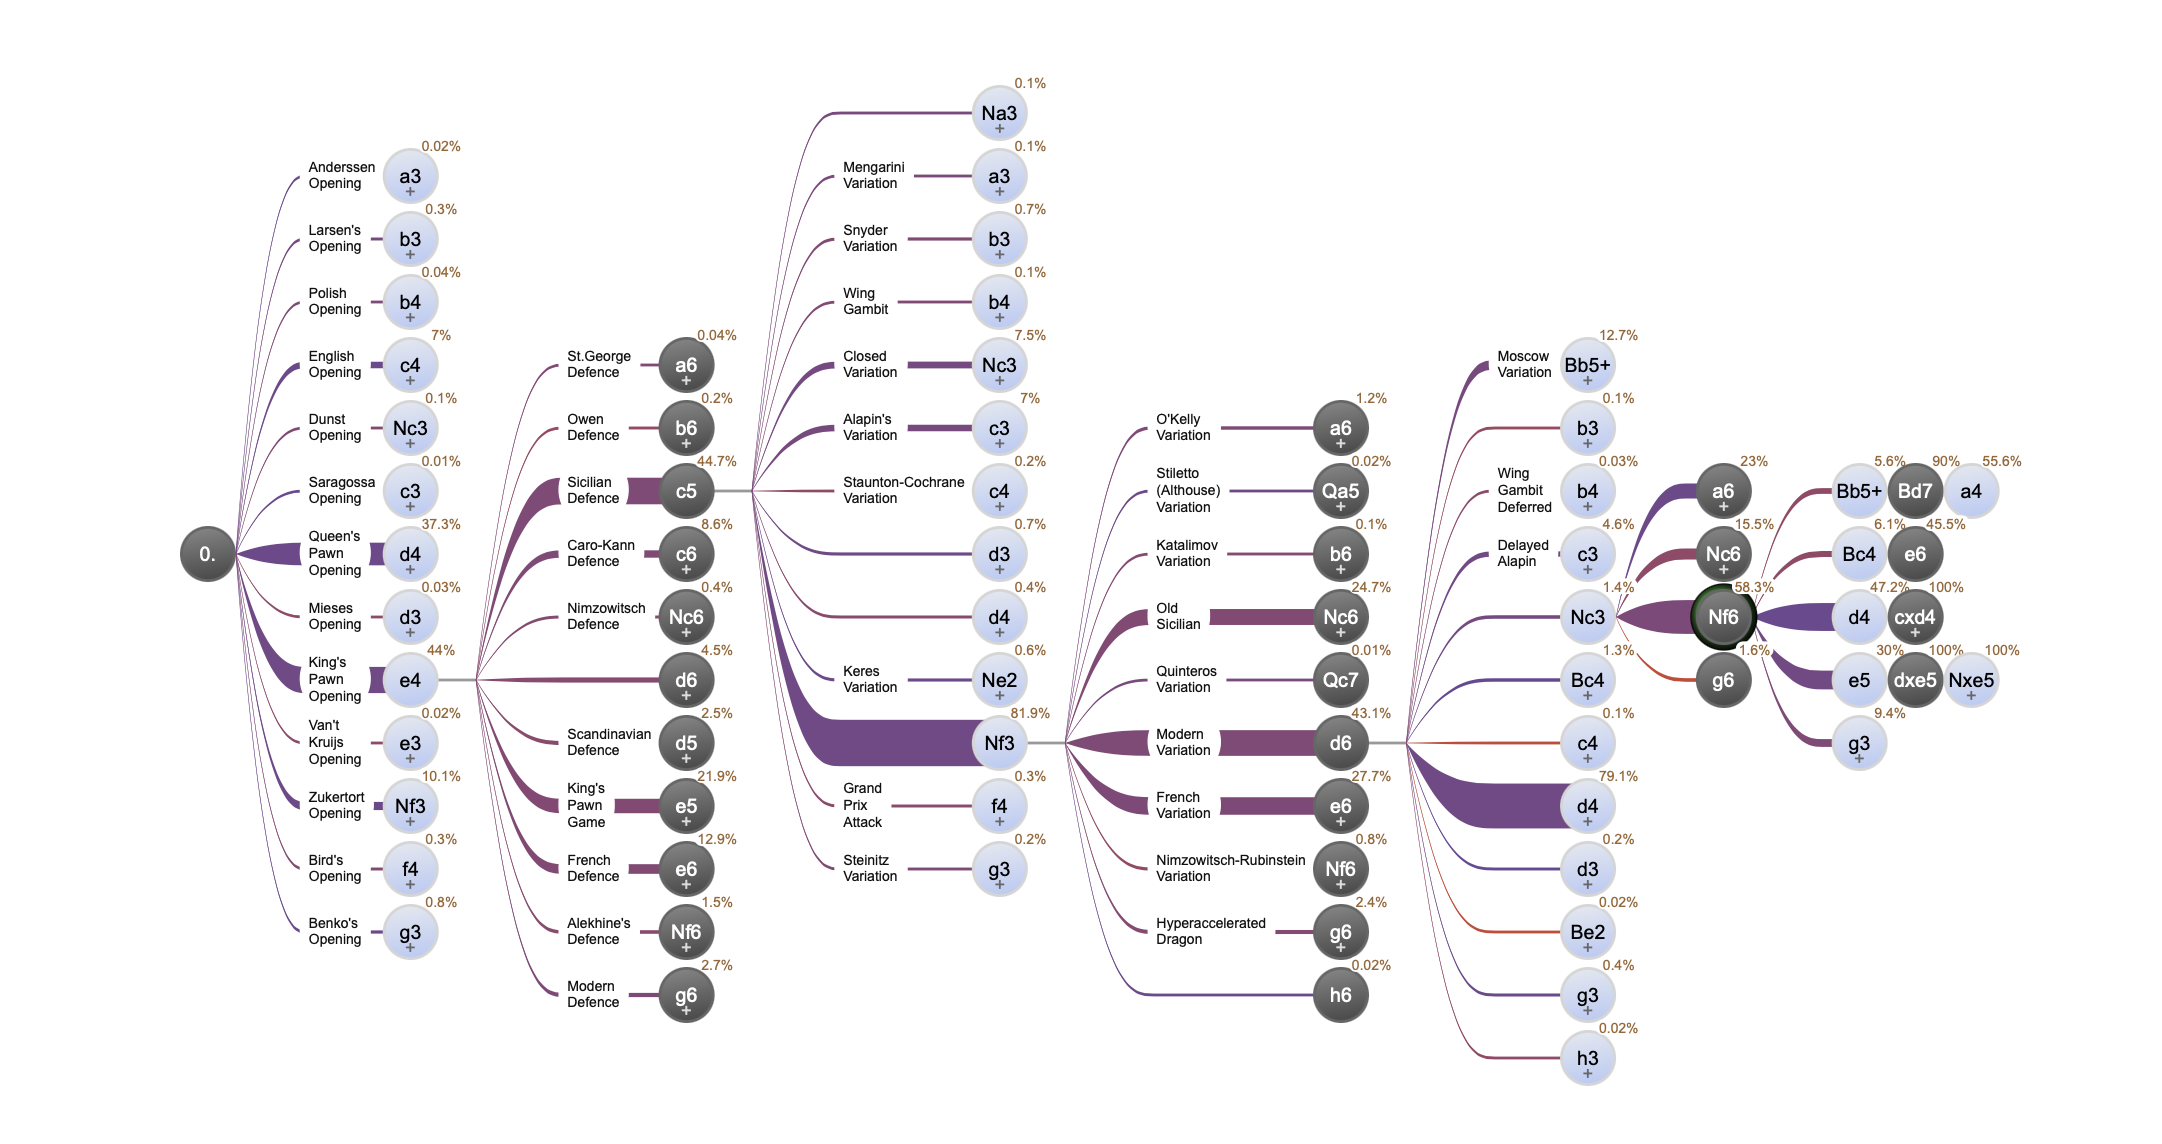 0.
Anderssen
Opening
0.02%
a3
+
Larsen's
Opening
0.3%
b3
+
Polish
Opening
0.04%
b4
+
English
Opening
7%
c4
+
Dunst
Opening
0.1%
Nc3
+
Saragossa
Opening
0.01%
c3
+
Queen's
Pawn
Opening
37.3%
d4
+
Mieses
Opening
0.03%
d3
+
King's
Pawn
Opening
44%
e4
Van't
Kruijs
Opening
0.02%
e3
+
Zukertort
Opening
10.1%
Nf3
+
Bird's
Opening
0.3%
f4
+
Benko's
Opening
0.8%
g3
+
St.George
Defence
0.04%
a6
+
Owen
Defence
0.2%
b6
+
Sicilian
Defence
44.7%
c5
Caro-Kann
Defence
8.6%
c6
+
Nimzowitsch
Defence
0.4%
Nc6
+
4.5%
d6
+
Scandinavian
Defence
2.5%
d5
+
King's
Pawn
Game
21.9%
e5
+
French
Defence
12.9%
e6
+
Alekhine's
Defence
1.5%
Nf6
+
Modern
Defence
2.7%
g6
+
0.1%
Na3
+
Mengarini
Variation
0.1%
a3
+
Snyder
Variation
0.7%
b3
+
Wing
Gambit
0.1%
b4
+
Closed
Variation
7.5%
Nc3
+
Alapin's
Variation
7%
c3
+
Staunton-Cochrane
Variation
0.2%
c4
+
0.7%
d3
+
0.4%
d4
+
Keres
Variation
0.6%
Ne2
+
81.9%
Nf3
Grand
Prix
Attack
0.3%
f4
+
Steinitz
Variation
0.2%
g3
+
O'Kelly
Variation
1.2%
a6
+
Stiletto
(Althouse)
Variation
0.02%
Qa5
+
Katalimov
Variation
0.1%
b6
+
Old
Sicilian
24.7%
Nc6
+
Quinteros
Variation
0.01%
Qc7
Modern
Variation
43.1%
d6
French
Variation
27.7%
e6
+
Nimzowitsch-Rubinstein
Variation
0.8%
Nf6
+
Hyperaccelerated
Dragon
2.4%
g6
+
0.02%
h6
Moscow
Variation
12.7%
Bb5+
+
0.1%
b3
+
Wing
Gambit
Deferred
0.03%
b4
+
Delayed
Alapin
4.6%
c3
+
1.4%
Nc3
1.3%
Bc4
+
0.1%
c4
+
79.1%
d4
+
0.2%
d3
+
0.02%
Be2
+
0.4%
g3
+
0.02%
h3
+
23%
a6
+
15.5%
Nc6
+
58.3%
Nf6
1.6%
g6
5.6%
Bb5+
90%
Bd7
55.6%
a4
6.1%
Bc4
45.5%
e6
47.2%
d4
100%
cxd4
+
30%
e5
100%
dxe5
100%
Nxe5
+
9.4%
g3
+